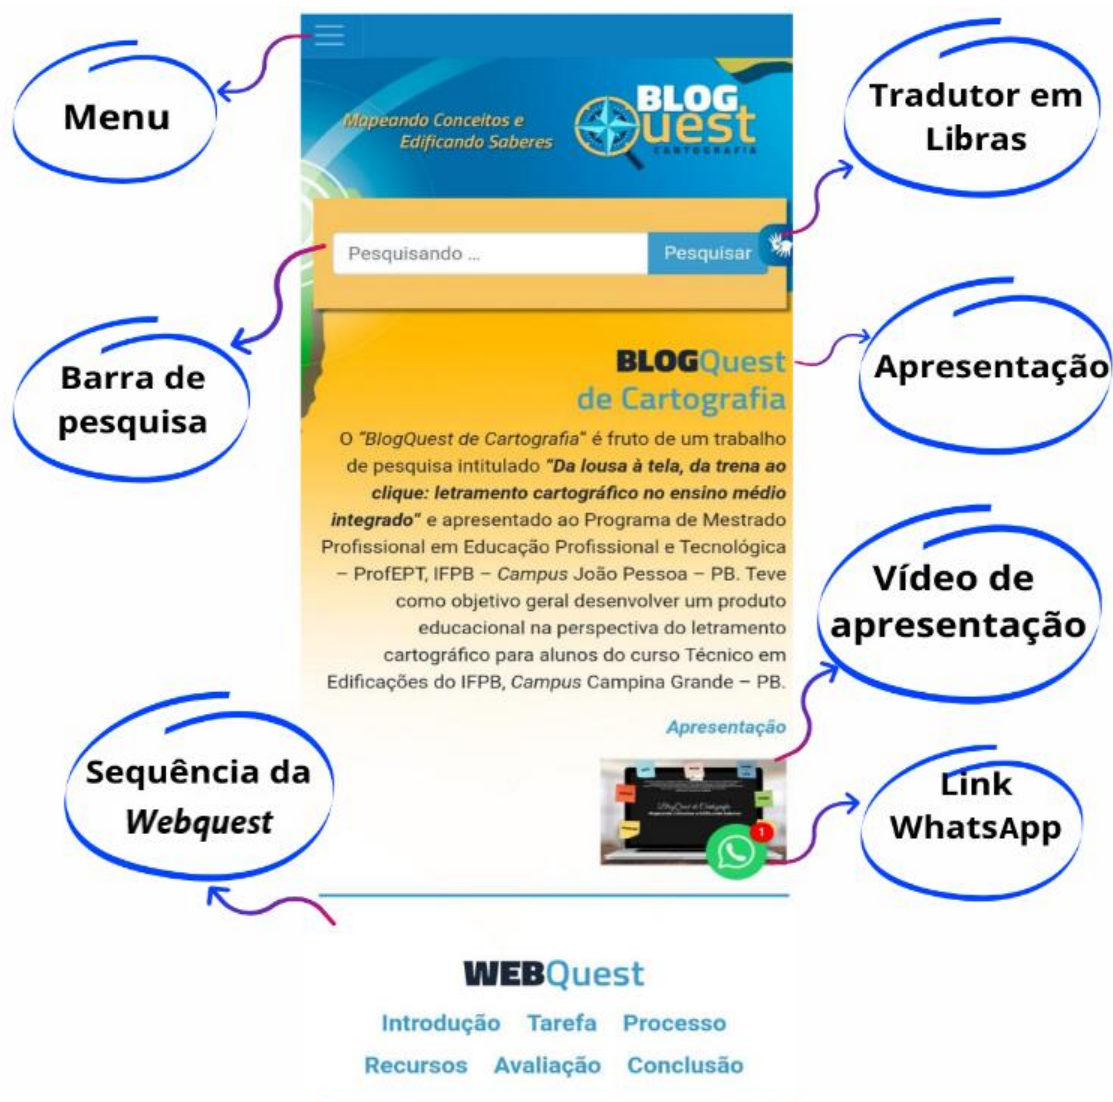 Menu
Tradutor em
Libras
Mapeando Conceitos e
Edificando Saberes
BLOG
Quest
CARTOGRAFIA
Pesquisando ...
Pesquisar
Barra de
pesquisa
Apresentação
BLOGQuest
de Cartografia
O "BlogQuest de Cartografia" é fruto de um trabalho
de pesquisa intitulado "Da lousa à tela, da trena ao
clique: letramento cartográfico no ensino médio
integrado" e apresentado ao Programa de Mestrado
Profissional em Educação Profissional e Tecnológica
– ProfEPT, IFPB – Campus João Pessoa – PB. Teve
como objetivo geral desenvolver um produto
educacional na perspectiva do letramento
cartográfico para alunos do curso Técnico em
Edificações do IFPB, Campus Campina Grande – PB.
Vídeo de
apresentação
Apresentação
BlogQuest de Cartografia
1
Link
WhatsApp
Sequência da
Webquest
WEBQuest
Introdução Tarefa Processo
Recursos Avaliação Conclusão